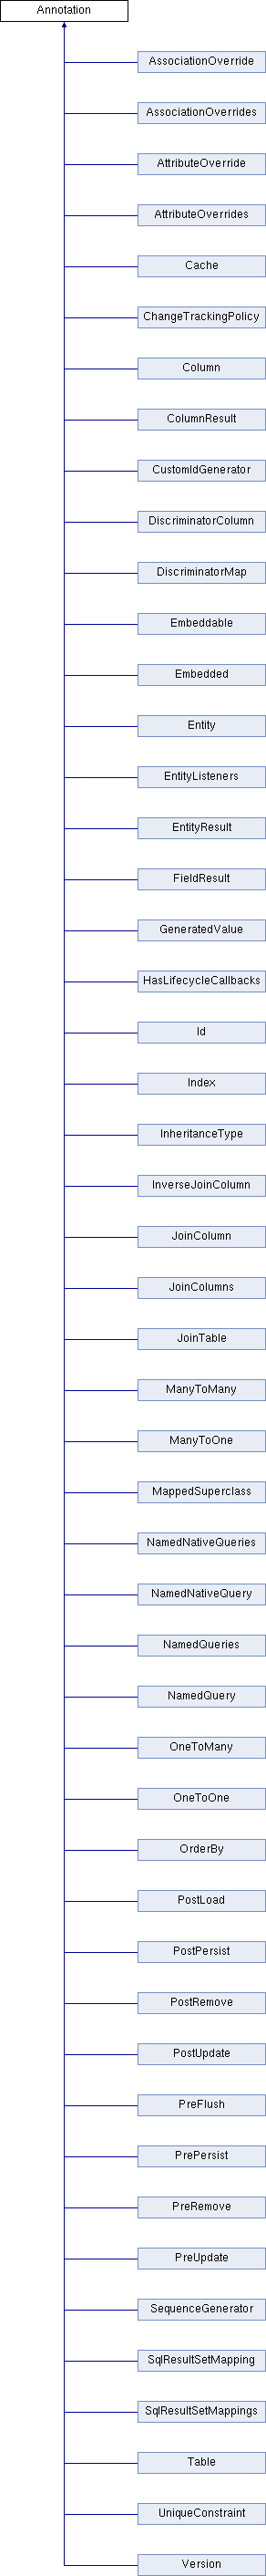 Annotation
AssociationOverride
AssociationOverrides
AttributeOverride
AttributeOverrides
Cache
ChangeTrackingPolicy
Column
ColumnResult
CustomIdGenerator
DiscriminatorColumn
DiscriminatorMap
Embeddable
Embedded
Entity
EntityListeners
EntityResult
FieldResult
GeneratedValue
HasLifecycleCallbacks
Id
Index
InheritanceType
InverseJoinColumn
JoinColumn
JoinColumns
JoinTable
ManyToMany
ManyToOne
MappedSuperclass
NamedNativeQueries
NamedNativeQuery
NamedQueries
NamedQuery
OneToMany
OneToOne
OrderBy
PostLoad
PostPersist
PostRemove
PostUpdate
PreFlush
PrePersist
PreRemove
PreUpdate
SequenceGenerator
SqlResultSetMapping
SqlResultSetMappings
Table
UniqueConstraint
Version